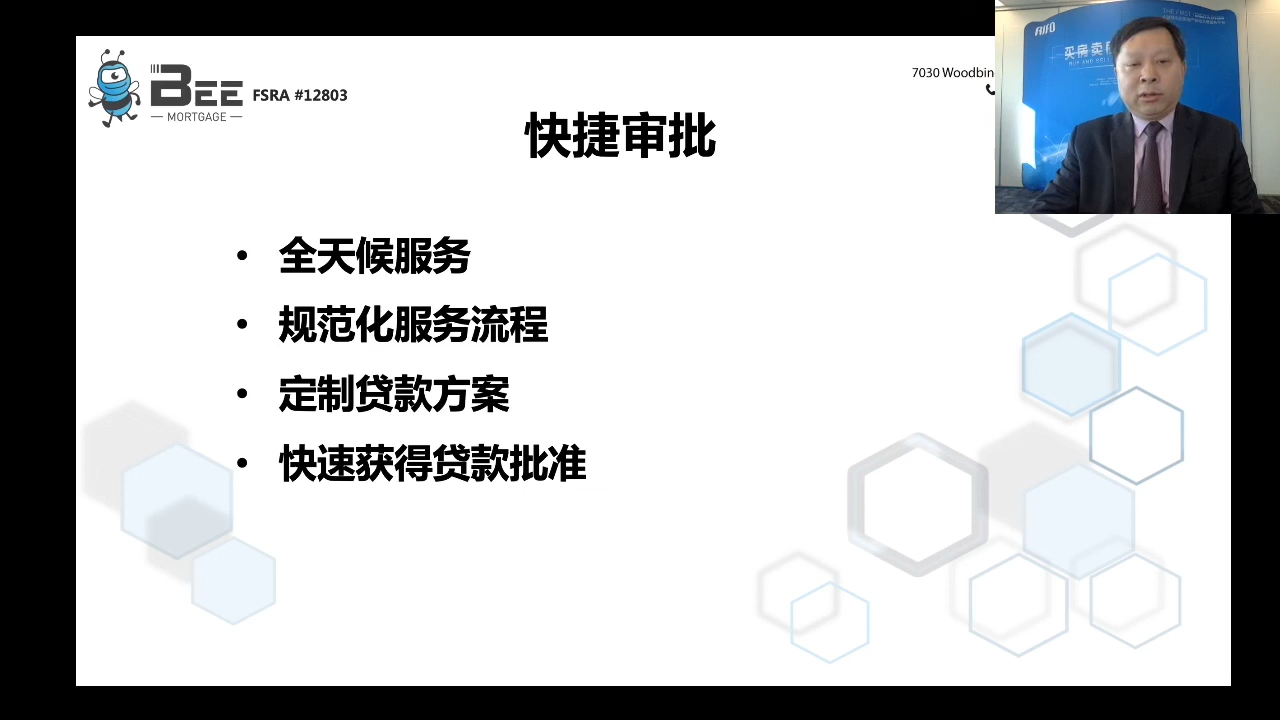 BEE
MORTGAGE
FSRA #12803
7030 Woodbin
快捷审批
• 全天候服务
• 规范化服务流程
• 定制贷款方案
• 快速获得贷款批准
买房卖